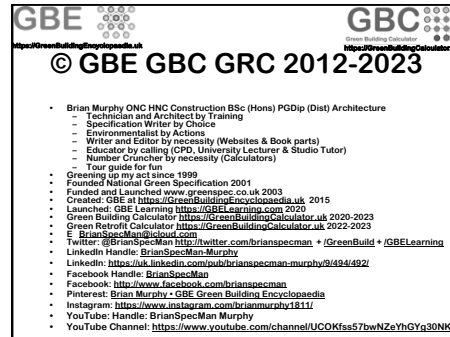 GBE
GBC
Green Building Calculator
https://GreenBuildingEncyclopaedia.uk
https://GreenBuildingCalculator
© GBE GBC GRC 2012-2023
• Brian Murphy ONC HNC Construction BSc (Hons) PGDip (Dist) Architecture
– Technician and Architect by Training
– Specification Writer by Choice
– Environmentalist by Actions
– Writer and Editor by necessity (Websites & Book parts)
– Educator by calling (CPD, University Lecturer & Studio Tutor)
– Number Cruncher by necessity (Calculators)
– Tour guide for fun
• Greening up my act since 1999
• Founded National Green Specification 2001
• Founded and Launched www.greenspec.co.uk 2003
• Created: GBE at https://GreenBuildingEncyclopaedia.uk 2015
• Launched: GBE Learning https://GBELearning.com 2020
• Green Building Calculator https://GreenBuildingCalculator.uk 2020-2023
• Green Retrofit Calculator https://GreenBuildingCalculator.uk 2022-2023
• E BrianSpecMan@icloud.com
• Twitter: @BrianSpecMan http://twitter.com/brianspecman + /GreenBuild + /GBELearning
• LinkedIn Handle: BrianSpecMan-Murphy
• LinkedIn: https://uk.linkedin.com/pub/brianspecman-murphy/9/494/492/
• Facebook Handle: BrianSpecMan
• Facebook: http://www.facebook.com/brianspecman
• Pinterest: Brian Murphy • GBE Green Building Encyclopaedia
• Instagram: https://www.instagram.com/brianmurphy1811/
• YouTube: Handle: BrianSpecMan Murphy
• YouTube Channel: https://www.youtube.com/channel/UCOKfss57bwNZeYhGYg30NK